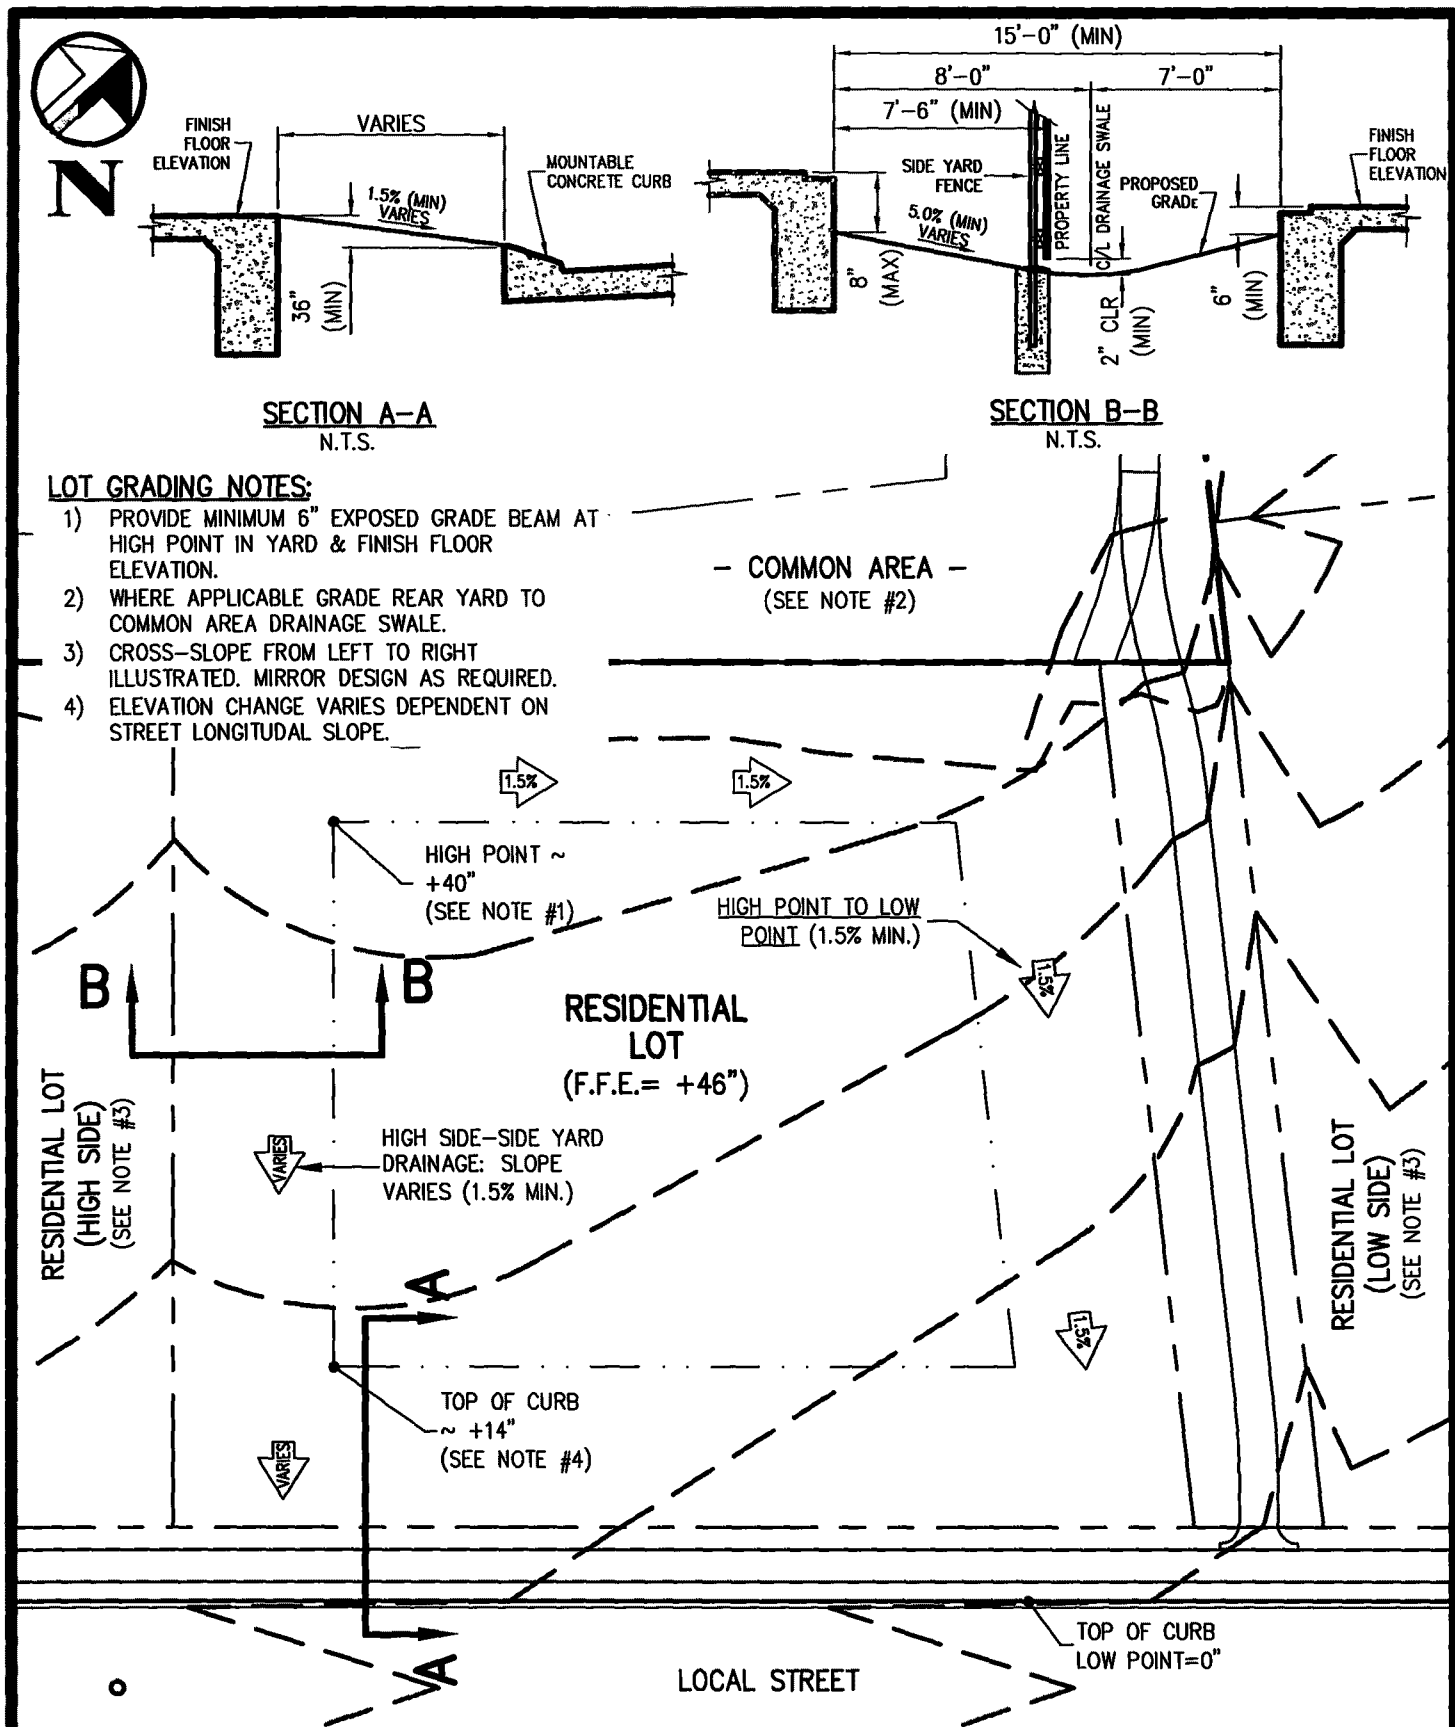 N
15'-0" (MIN)
8'-0"
7'-0"
7'-6" (MIN)
FINISH
FLOOR
ELEVATION
VARIES
1.5% (MIN)
VARIES
36"
(MIN)
MOUNTABLE
CONCRETE CURB
SECTION A-A
N.T.S.
SIDE YARD
FENCE
PROPERTY LINE
C/L DRAINAGE SWALE
PROPOSED
GRADE
FINISH
FLOOR
ELEVATION
5.0% (MIN)
VARIES
8"
(MAX)
2" CLR
(MIN)
6"
(MIN)
SECTION B-B
N.T.S.
LOT GRADING NOTES:
1) PROVIDE MINIMUM 6" EXPOSED GRADE BEAM AT
HIGH POINT IN YARD & FINISH FLOOR
ELEVATION.
2) WHERE APPLICABLE GRADE REAR YARD TO
COMMON AREA DRAINAGE SWALE.
3) CROSS-SLOPE FROM LEFT TO RIGHT
ILLUSTRATED. MIRROR DESIGN AS REQUIRED.
4) ELEVATION CHANGE VARIES DEPENDENT ON
STREET LONGITUDAL SLOPE.
- COMMON AREA -
(SEE NOTE #2)
1.5%
1.5%
HIGH POINT ~
+40"
(SEE NOTE #1)
HIGH POINT TO LOW
POINT (1.5% MIN.)
1.5%
B
B
RESIDENTIAL
LOT
(F.F.E.= +46")
RESIDENTIAL LOT
(HIGH SIDE)
(SEE NOTE #3)
VARIES
HIGH SIDE-SIDE YARD
DRAINAGE: SLOPE
VARIES (1.5% MIN.)
RESIDENTIAL LOT
(LOW SIDE)
(SEE NOTE #3)
A
1.5%
TOP OF CURB
~ +14"
(SEE NOTE #4)
VARIES
A
TOP OF CURB
LOW POINT=0"
LOCAL STREET